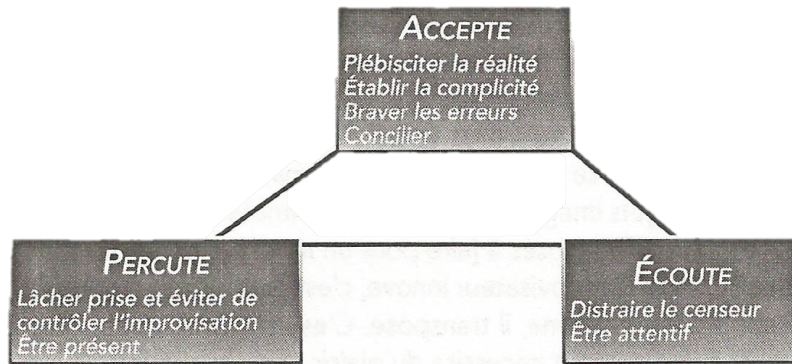 ACCEPTE
Plébisciter la réalité
Établir la complicité
Braver les erreurs
Concilier
PERCUTE
Lâcher prise et éviter de
contrôler l'improvisation
Être présent
ÉCOUTE
Distraire le censeur
Être attentif